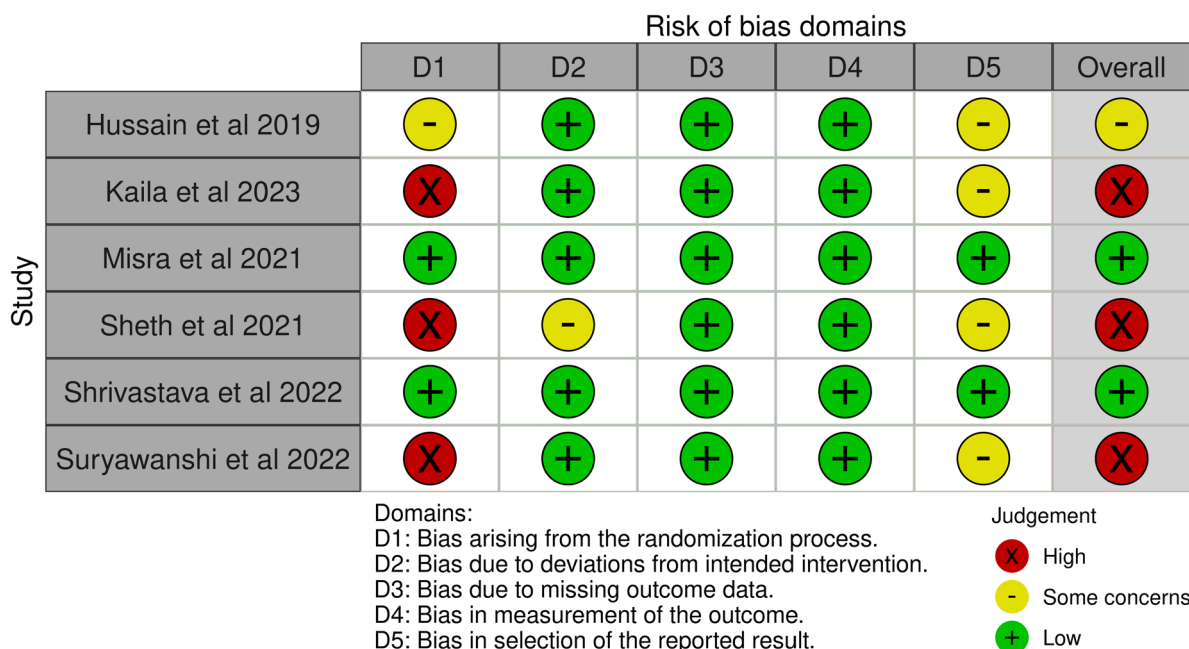 Risk of bias domains
D1 D2 D3 D4 D5 Overall
Study
Hussain et al 2019 - + + + - -
Kaila et al 2023 X + + + - X
Misra et al 2021 + + + + + +
Sheth et al 2021 X - + + - X
Shrivastava et al 2022 + + + + + +
Suryawanshi et al 2022 X + + + - X
Domains:
D1: Bias arising from the randomization process.
D2: Bias due to deviations from intended intervention.
D3: Bias due to missing outcome data.
D4: Bias in measurement of the outcome.
D5: Bias in selection of the reported result.
Judgement
X High
- Some concerns
+ Low